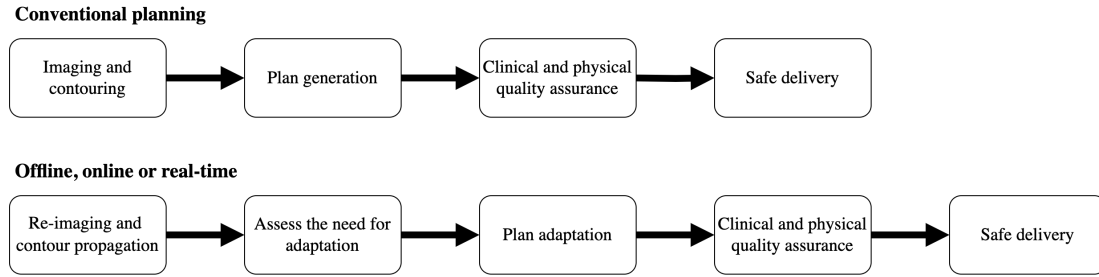 Conventional planning
Imaging and
contouring
Plan generation
Clinical and physical
quality assurance
Safe delivery
Offline, online or real-time
Re-imaging and
contour propagation
Assess the need for
adaptation
Plan adaptation
Clinical and physical
quality assurance
Safe delivery